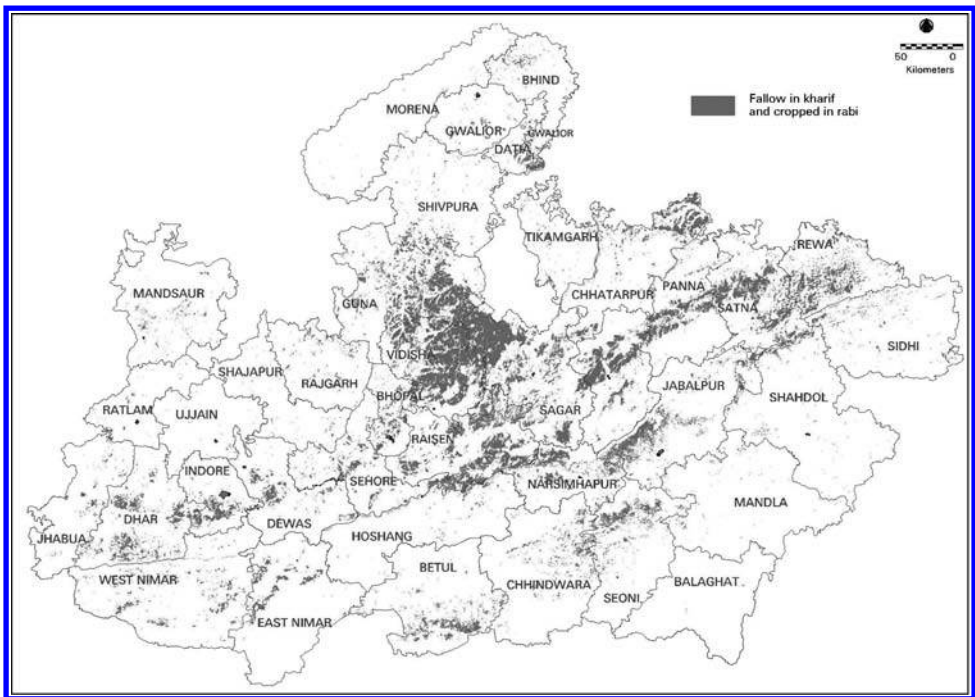 50 0
Kilometers
Fallow in kharif
and cropped in rabi
BHIND
MORENA
GWALIOR
GWALIOR
DATIA
SHIVPURA
TIKAMGARH
REWA
MANDSAUR
GUNA
CHHATARPUR
PANNA
SATNA
VIDISHA
SIDHI
SHAJAPUR
RAJGARH
BHOPAL
JABALPUR
SHAHDOL
RATLAM
UJJAIN
SAGAR
RAISEN
INDORE
SEHORE
NARSIMHAPUR
MANDLA
DHAR
DEWAS
JHABUA
HOSHANG
WEST NIMAR
BETUL
CHHINDWARA
BALAGHAT
SEONI
EAST NIMAR